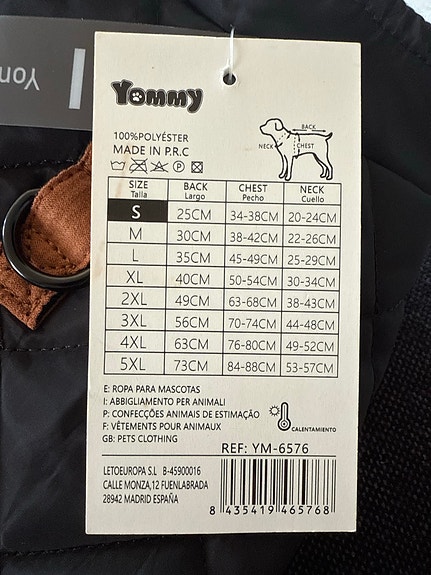 Yon
Yommy
100%POLYÉSTER
MADE IN P.R.C
BACK
NECK
CHEST
SIZE BACK CHEST NECK
Talla Largo Pecho Cuello
S 25CM 34-38CM 20-24CM
M 30CM 38-42CM 22-26CM
L 35CM 45-49CM 25-29CM
XL 40CM 50-54CM 30-34CM
2XL 49CM 63-68CM 38-43CM
3XL 56CM 70-74CM 44-48CM
4XL 63CM 76-80CM 49-52CM
5XL 73CM 84-88CM 53-57CM
E: ROPA PARA MASCOTAS
I: ABBIGLIAMENTO PER ANIMALI
P: CONFECÇÕES ANIMAIS DE ESTIMAÇÃO
F: VÊTEMENTS POUR ANIMAUX
GB: PETS CLOTHING
CALENTAMIENTO
REF: YM-6576
LETOEUROPA S.L B-45900016
CALLE MONZA,12 FUENLABRADA
28942 MADRID ESPAÑA
8 435419 465768